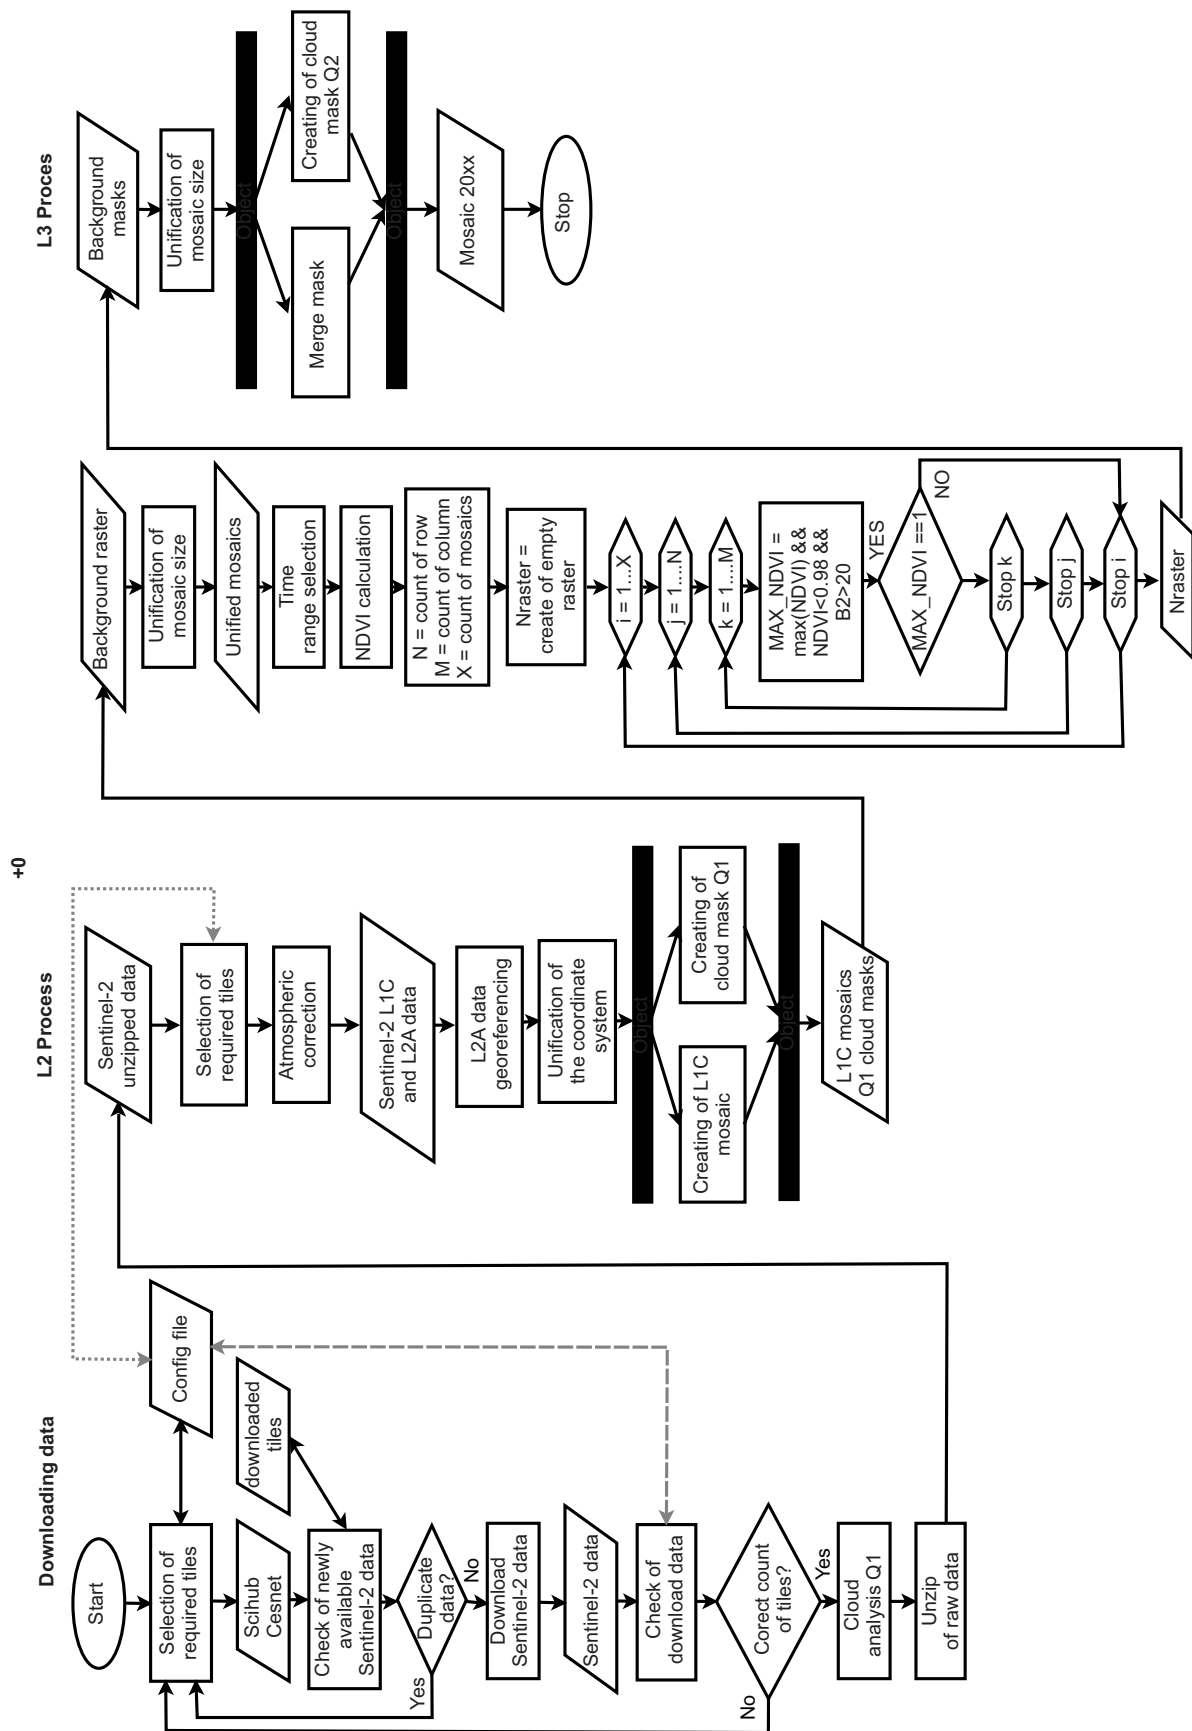 Downloading data
Start
Selection of
required tiles
Config file
Scihub
Cesnet
downloaded
tiles
Check of newly
available
Sentinel-2 data
Duplicate
data?
Yes
No
Download
Sentinel-2 data
Sentinel-2 data
Check of
download data
Corect count
of tiles?
No
Yes
Cloud
analysis Q1
Unzip
of raw data
L2 Process
+0
Sentinel-2
unzipped data
Selection of
required tiles
Atmospheric
correction
Sentinel-2 L1C
and L2A data
L2A data
georeferencing
Unification of
the coordinate
system
Object
Creating of L1C
mosaic
Creating of
cloud mask Q1
Object
L1C mosaics
Q1 cloud masks
Background raster
Unification of
mosaic size
Unified mosaics
Time
range selection
NDVI calculation
N = count of row
M = count of column
X = count of mosaics
Nraster =
create of empty
raster
i = 1...X
j = 1...N
k = 1....M
MAX_NDVI =
max(NDVI) &&
NDVI<0.98 &&
B2>20
YES
MAX_NDVI ==1
NO
Stop k
Stop j
Stop i
Nraster
L3 Proces
Background
masks
Unification of
mosaic size
Object
Merge mask
Creating of cloud
mask Q2
Object
Mosaic 20xx
Stop